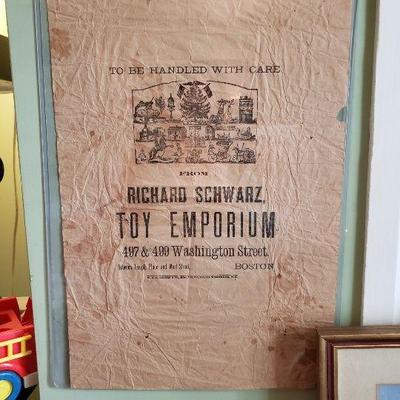 TO BE HANDLED WITH CARE
FROM
RICHARD SCHWARZ,
TOY EMPORIUM
497 & 499 Washington Street,
Between Temple Place and West Street,
BOSTON